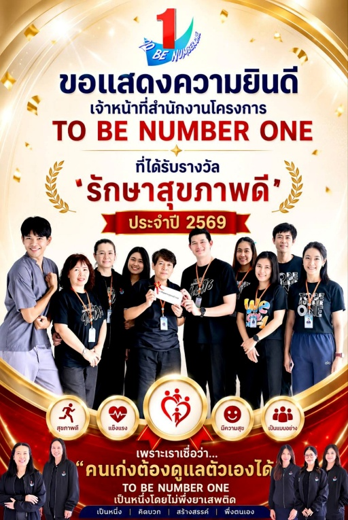 1
TO BE NUMBER ONE
ขอแสดงความยินดี
เจ้าหน้าที่สำนักงานโครงการ
TO BE NUMBER ONE
ที่ได้รับรางวัล
"รักษาสุขภาพดี"
ประจำปี 2569
สุขภาพดี
แข็งแรง
มีความสุข
เป็นแบบอย่าง
เพราะเราเชื่อว่า...
"คนเก่งต้องดูแลตัวเองได้
TO BE NUMBER ONE
เป็นหนึ่งโดยไม่พึ่งยาเสพติด
เป็นหนึ่ง | คิดบวก | สร้างสรรค์ | พึ่งตนเอง